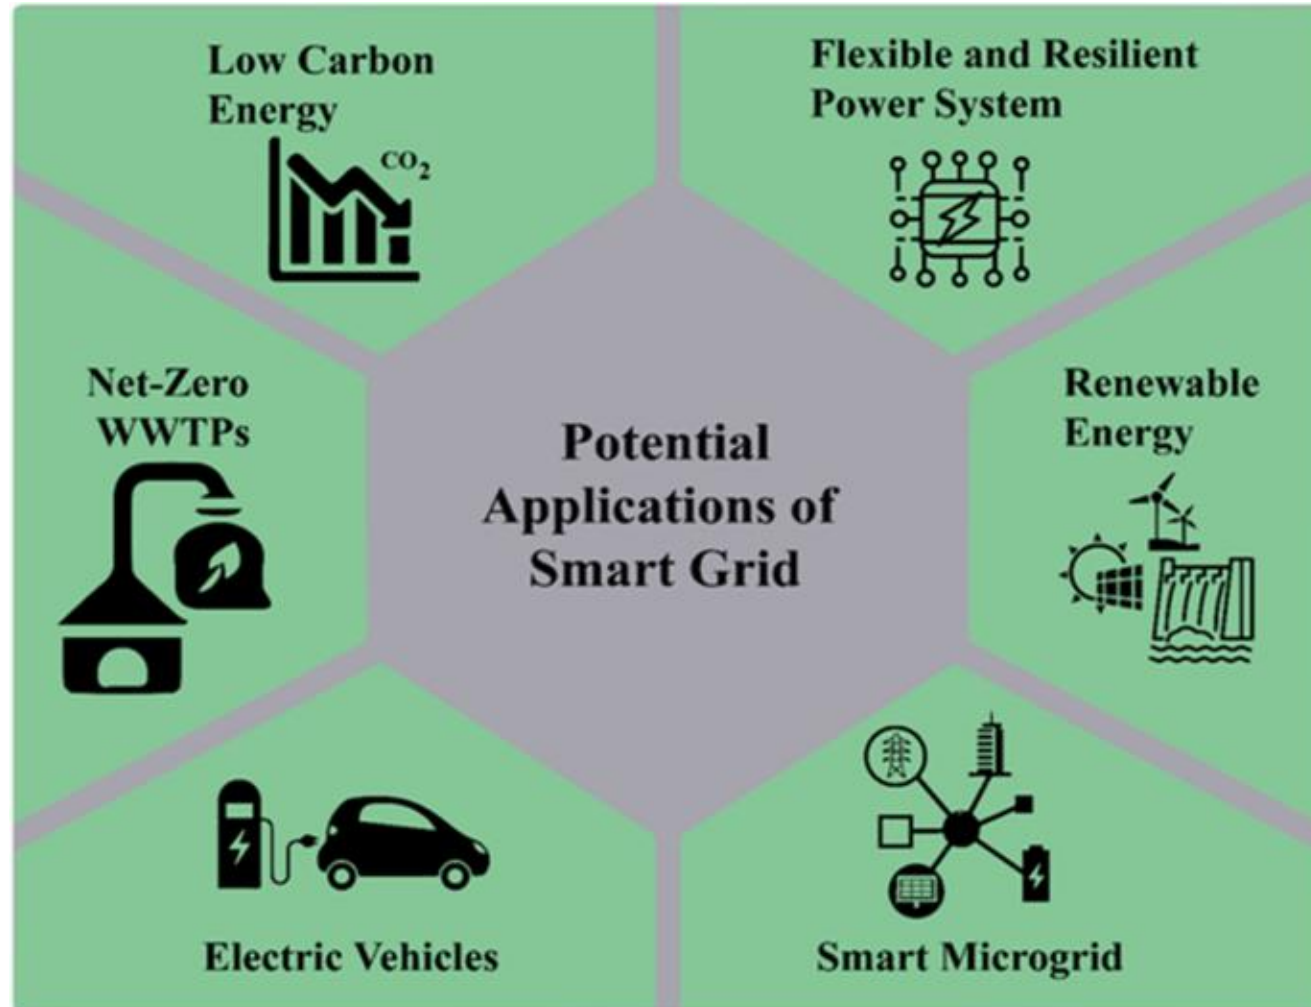 Low Carbon
Energy
CO₂
Flexible and Resilient
Power System
Net-Zero
WWTPs
Potential
Applications of
Smart Grid
Renewable
Energy
Electric Vehicles
Smart Microgrid